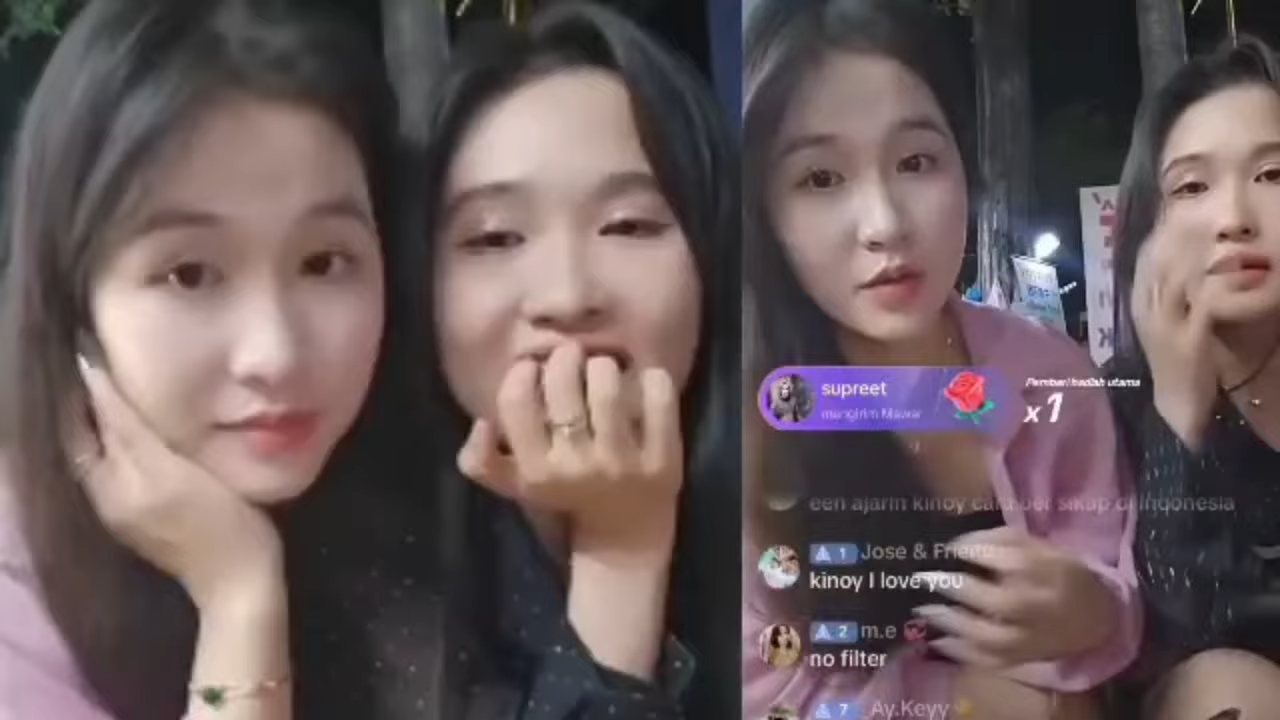 supreet
mengirim Mawar
Pemberi hadiah utama
x1
een ajarin kinoy cara ber sikap di Indonesia
1 Jose & Friend
kinoy I love you
2 m.e
no filter
7 Ay.Keyy